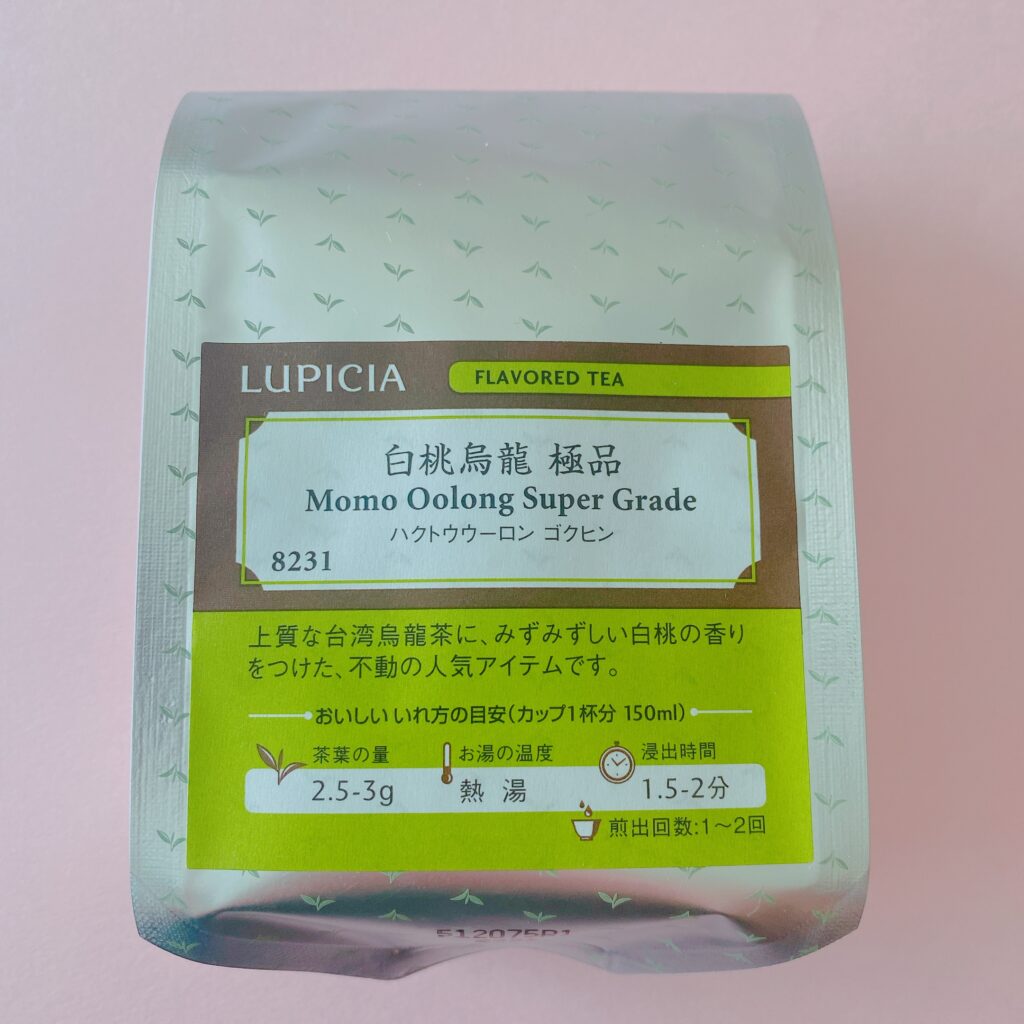 LUPICIA
FLAVORED TEA
白桃烏龍 極品
Momo Oolong Super Grade
ハクトウウーロン ゴクヒン
8231
上質な台湾烏龍茶に、みずみずしい白桃の香り
をつけた、不動の人気アイテムです。
おいしい いれ方の目安(カップ1杯分 150ml)
茶葉の量
2.5-3g
お湯の温度
熱 湯
浸出時間
1.5-2分
煎出回数:1〜2回